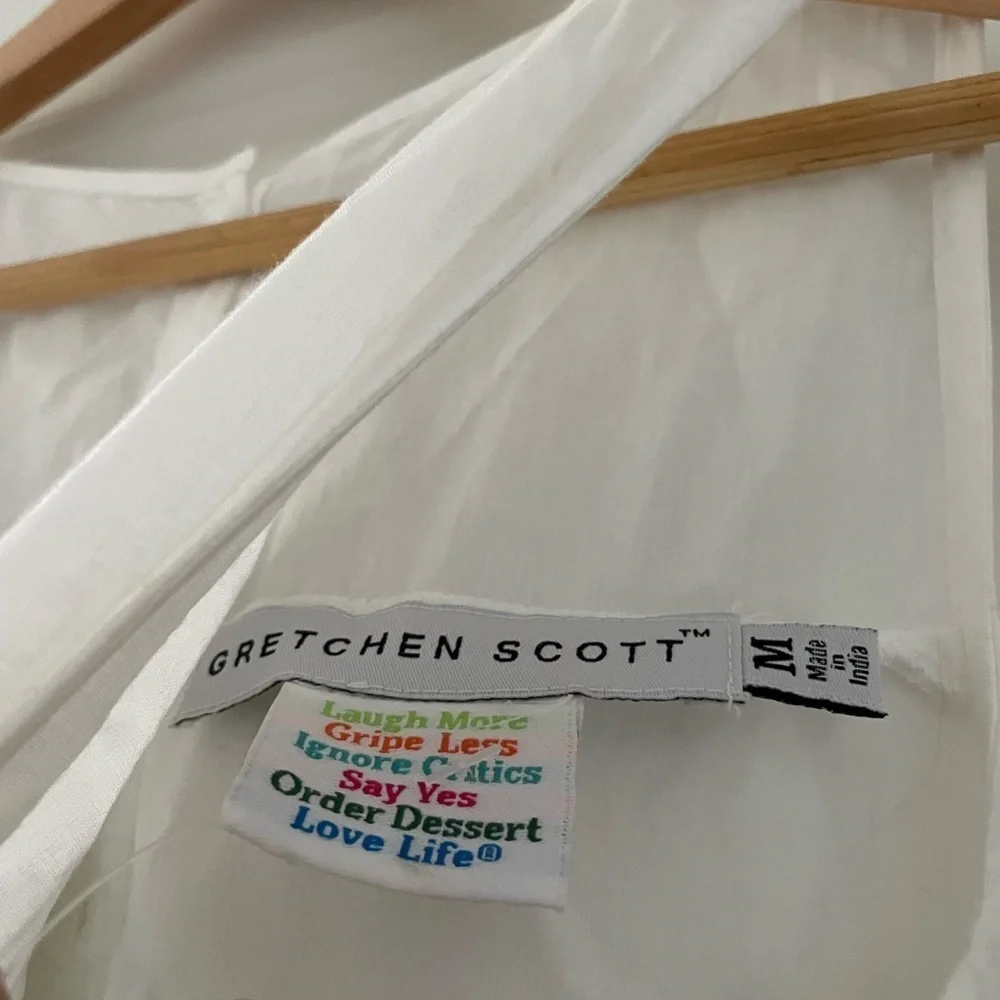 GRETCHEN SCOTT™
M
Made
in
India
Laugh More
Gripe Less
Ignore Critics
Say Yes
Order Dessert
Love Life®